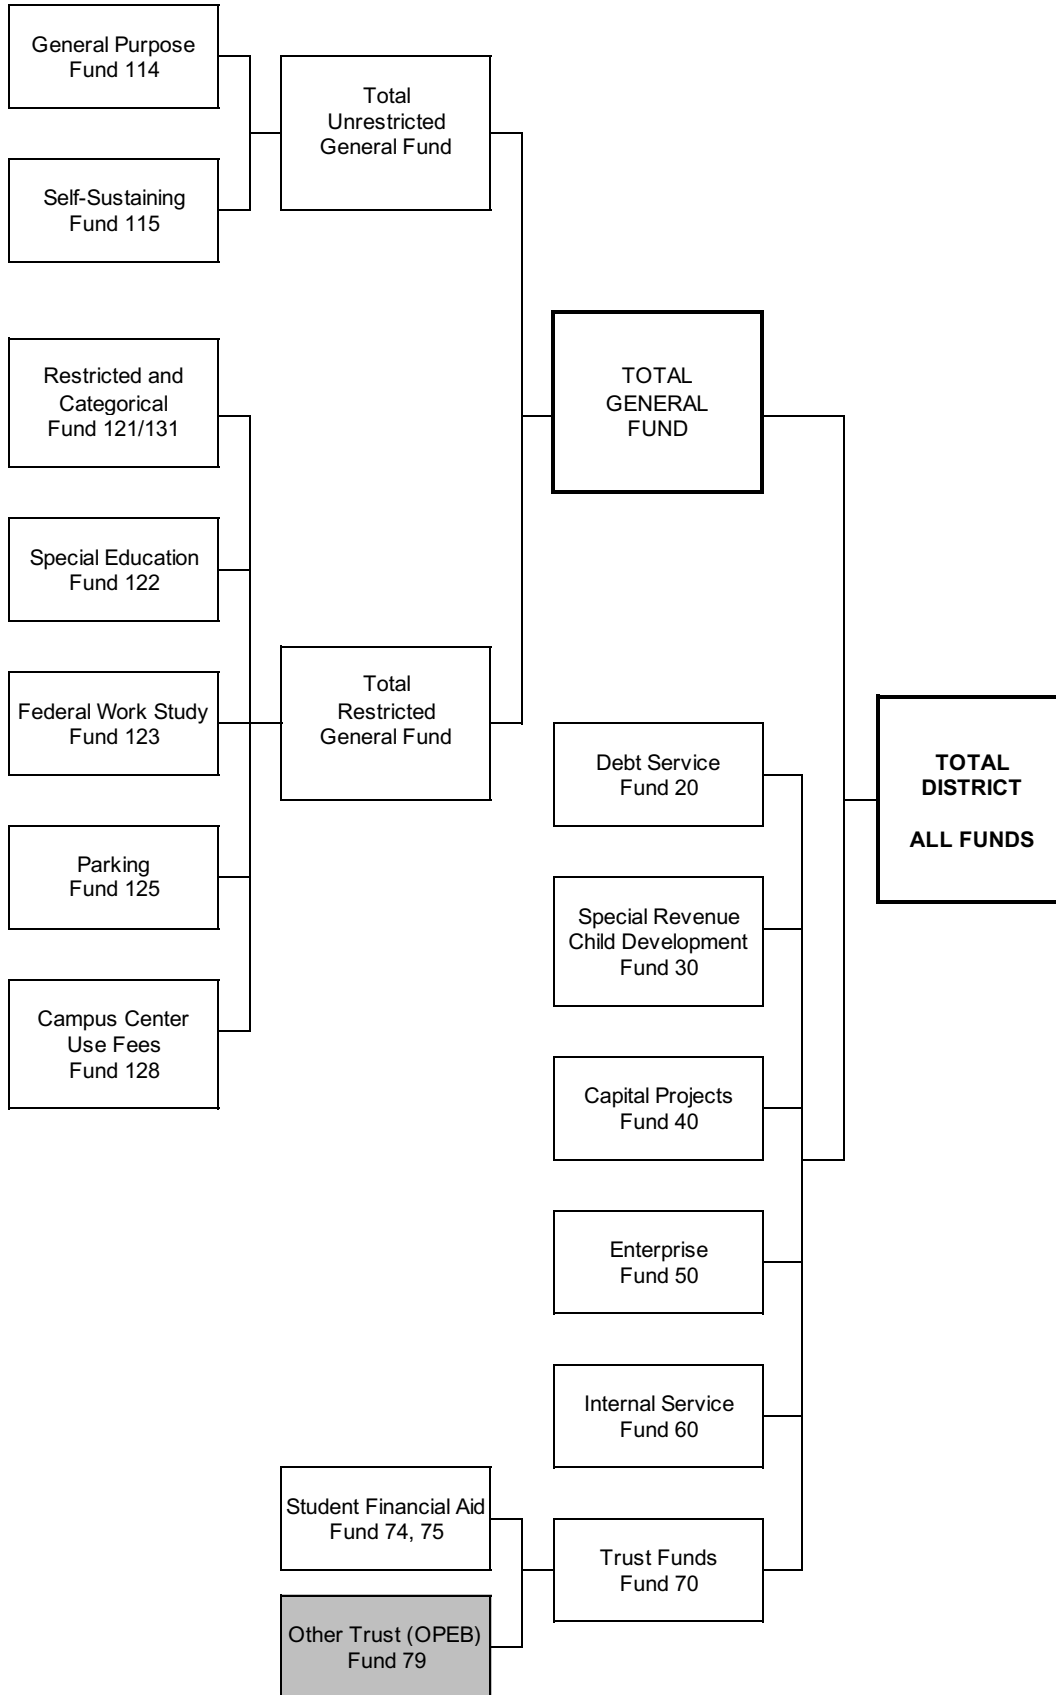 General Purpose
Fund 114
Total
Unrestricted
General Fund
Self-Sustaining
Fund 115
Restricted and
Categorical
Fund 121/131
TOTAL
GENERAL
FUND
Special Education
Fund 122
Federal Work Study
Fund 123
Total
Restricted
General Fund
Debt Service
Fund 20
TOTAL
DISTRICT
ALL FUNDS
Parking
Fund 125
Special Revenue
Child Development
Fund 30
Campus Center
Use Fees
Fund 128
Capital Projects
Fund 40
Enterprise
Fund 50
Internal Service
Fund 60
Student Financial Aid
Fund 74, 75
Trust Funds
Fund 70
Other Trust (OPEB)
Fund 79